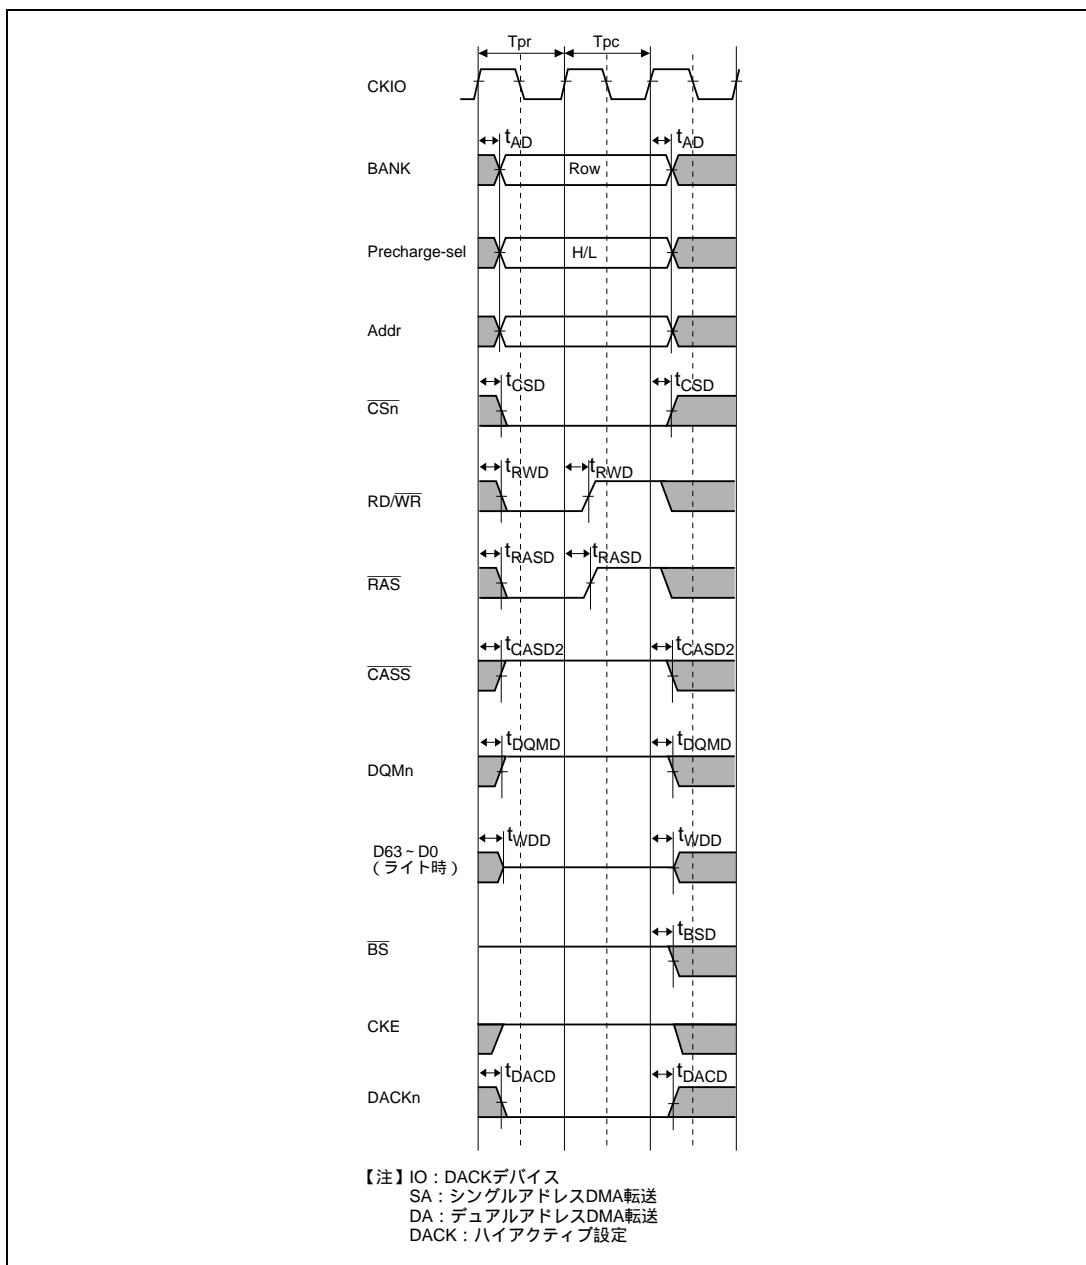 Tpr Tpc
CKIO
tAD tAD
BANK Row
Precharge-sel H/L
Addr
tCSD tCSD
CSn
tRWD tRWD
RD/WR
tRASD tRASD
RAS
tCASD2 tCASD2
CASS
tDQMD tDQMD
DQMn
tWDD tWDD
D63~D0
(ライト時)
tBSD
BS
CKE
tDACD tDACD
DACKn
【注】IO:DACKデバイス
SA:シングルアドレスDMA転送
DA:デュアルアドレスDMA転送
DACK:ハイアクティブ設定